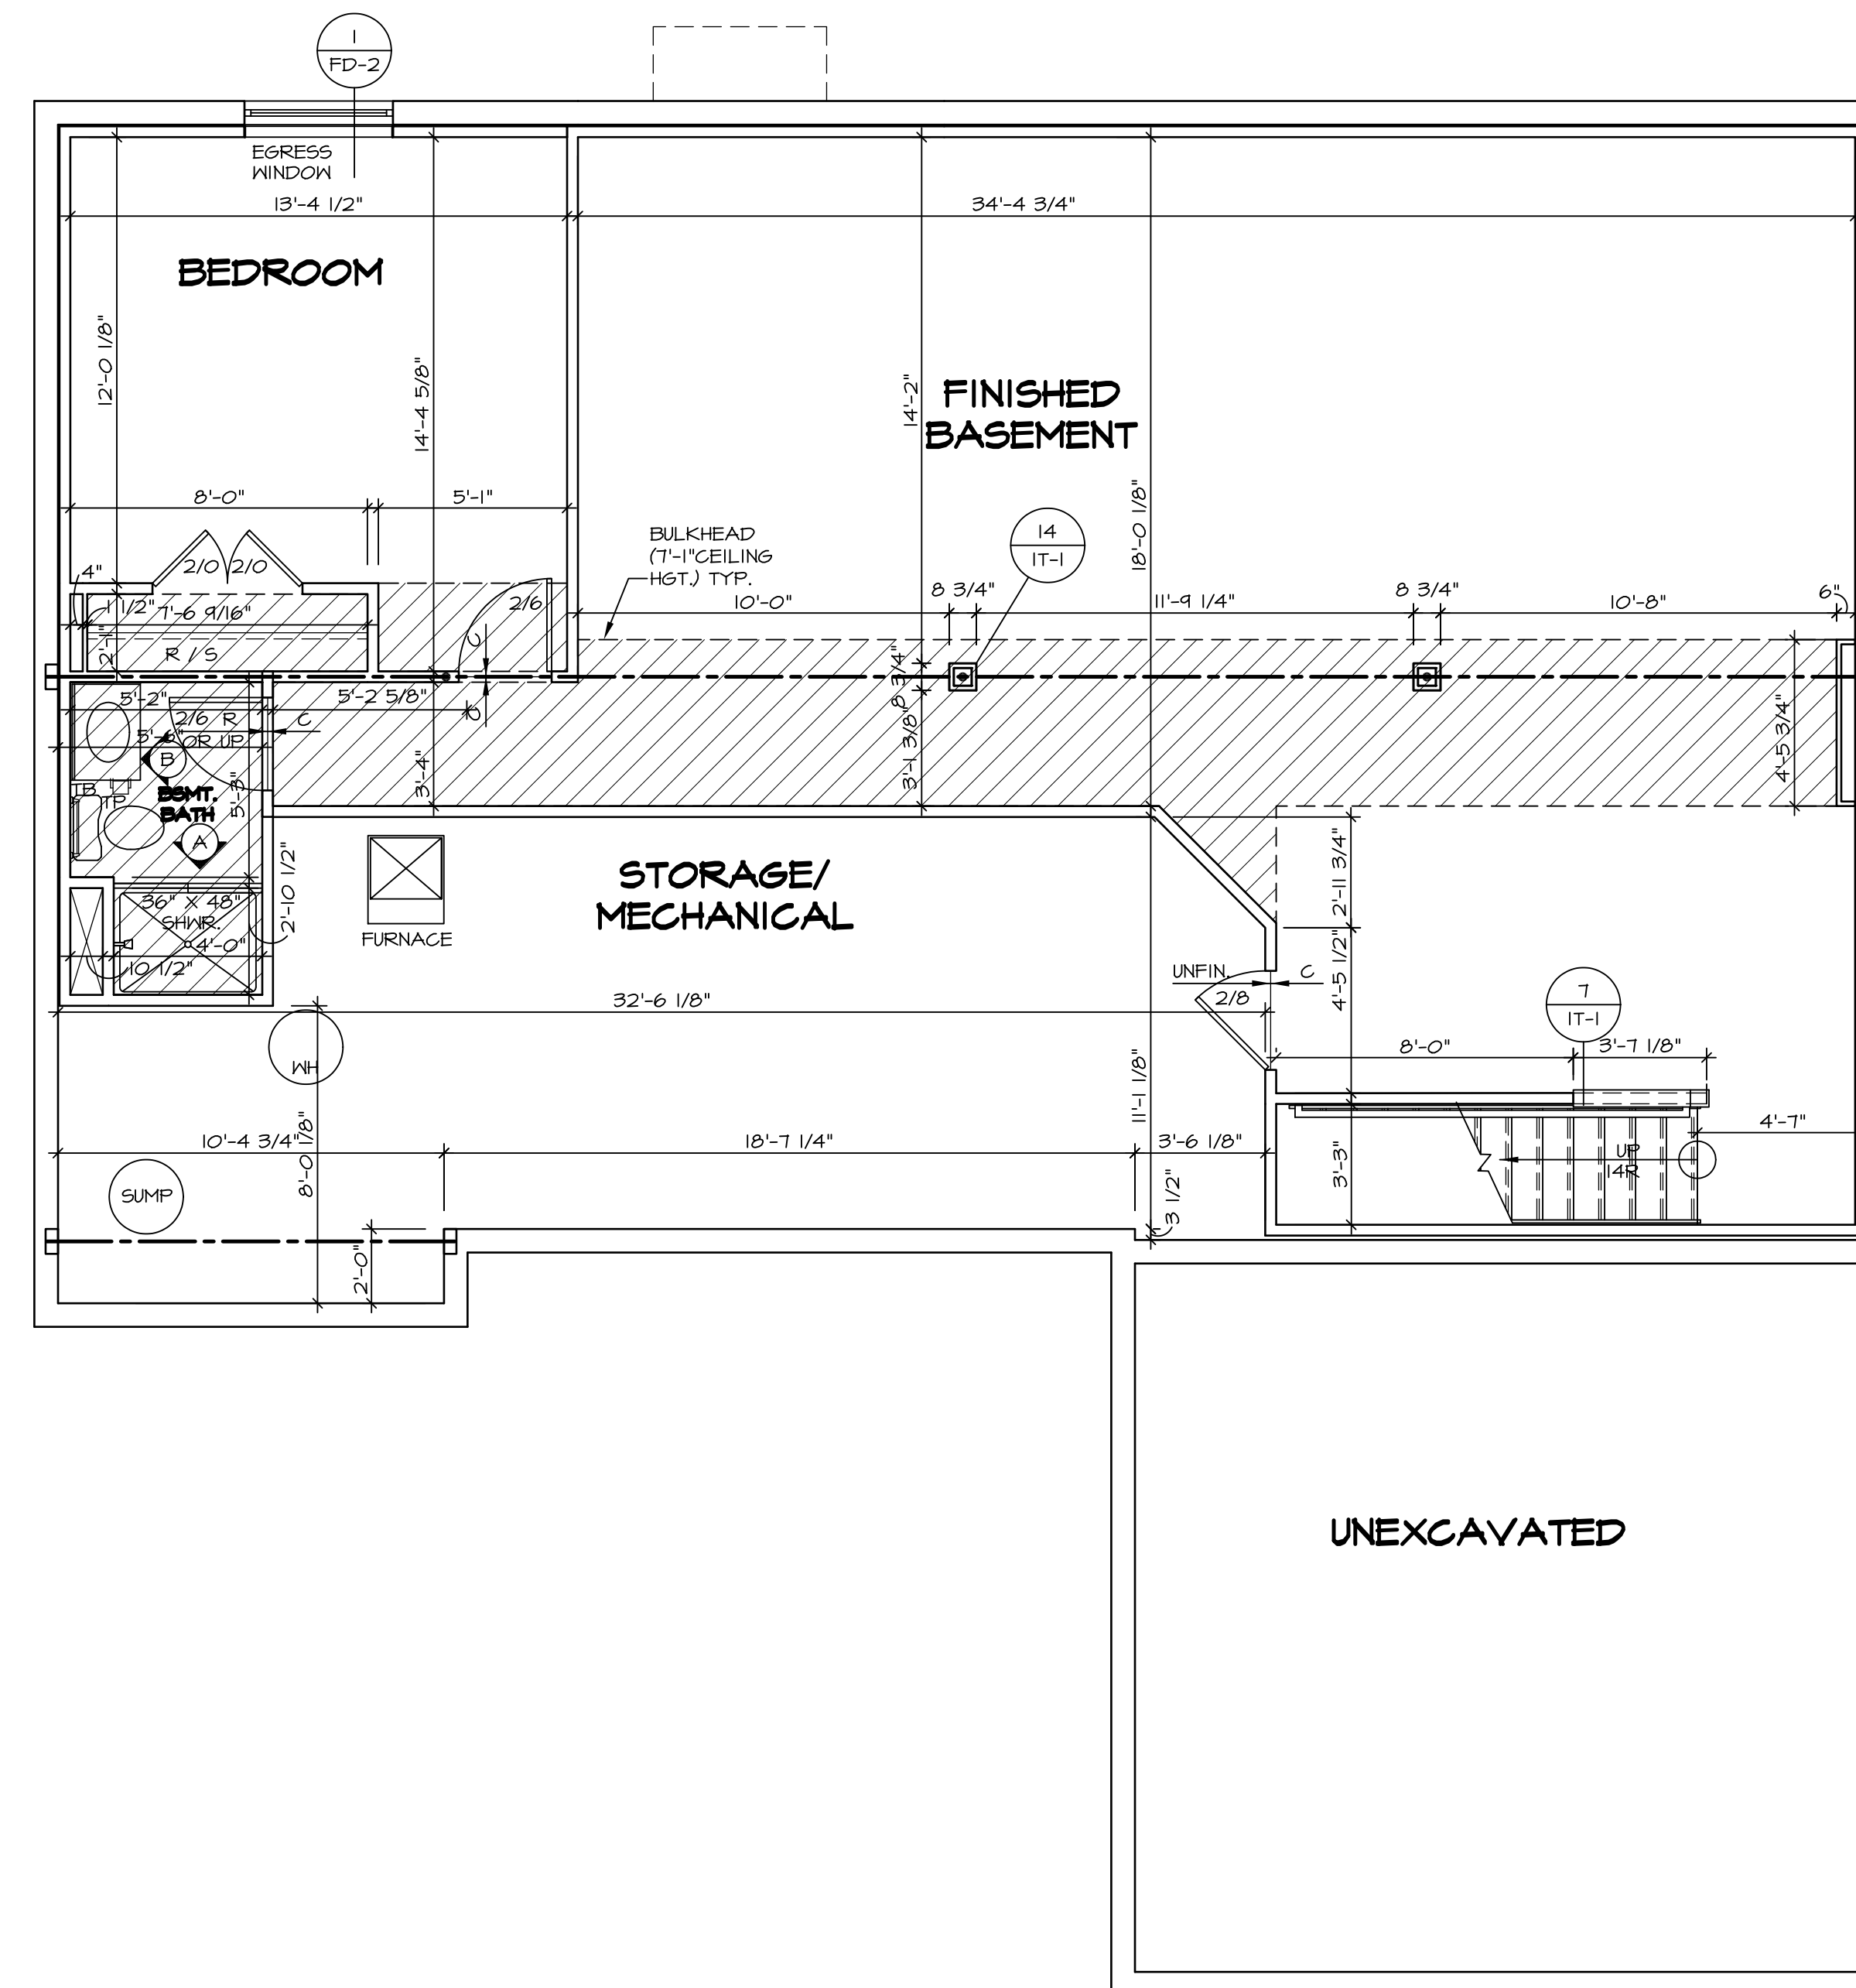 1
FD-2
EGRESS
WINDOW
13'-4 1/2"
34'-4 3/4"
BEDROOM
12'-0 1/8"
14'-4 5/8"
14'-2"
FINISHED
BASEMENT
18'-0 1/8"
8'-0"
5'-1"
BULKHEAD
(7'-1"CEILING
HGT.) TYP.
14
IT-1
2/0
2/0
4"
1 1/2"
7'-6 9/16"
2'-1"
R / S
2/6
C
C
10'-0"
8 3/4"
11'-9 1/4"
8 3/4"
10'-8"
6"
8 3/4"
3'-1 3/8"
4'-5 3/4"
5'-2"
5'-2 5/8"
2/6 R
OR UP
C
5'-6"
B
5'-3"
3'-4"
TB
TP
BSMT.
BATH
A
36" X 48"
SHWR.
4'-0"
10 1/2"
2'-10 1/2"
FURNACE
STORAGE/
MECHANICAL
2'-11 3/4"
4'-5 1/2"
UNFIN.
C
2/8
32'-6 1/8"
WH
7
IT-1
8'-0"
3'-7 1/8"
11'-1 1/8"
10'-4 3/4"
8'-0 1/8"
18'-7 1/4"
3'-6 1/8"
4'-7"
3'-3"
UP
14R
SUMP
3 1/2"
2'-0"
UNEXCAVATED